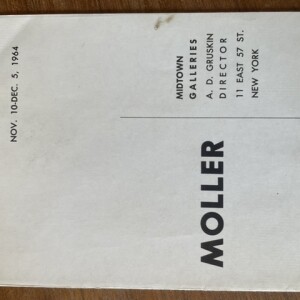 NOV. 10-DEC. 5, 1964
MIDTOWN
GALLERIES
A. D. GRUSKIN
DIRECTOR
11 EAST 57 ST.
NEW YORK
MOLLER